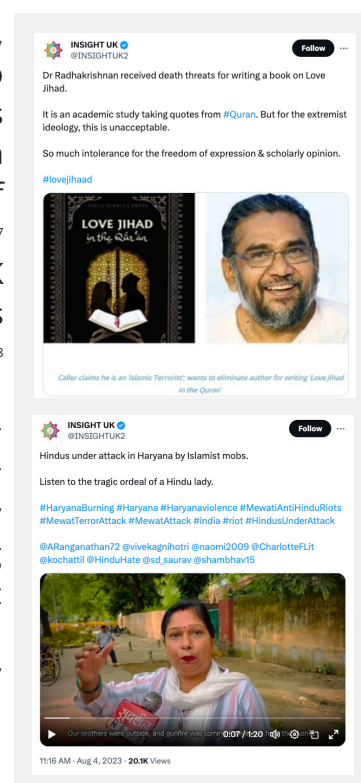 INSIGHT UK
@INSIGHTUK2
Follow
Dr Radhakrishnan received death threats for writing a book on Love
Jihad.
It is an academic study taking quotes from #Quran. But for the extremist
ideology, this is unacceptable.
So much intolerance for the freedom of expression & scholarly opinion.
#lovejihaad
LOVE JIHAD
in the Qur'an
Caller claims he is an 'Islamic Terrorist'; wants to eliminate author for writing 'Love Jihad
in the Quran'
INSIGHT UK
@INSIGHTUK2
Follow
Hindus under attack in Haryana by Islamist mobs.
Listen to the tragic ordeal of a Hindu lady.
#HaryanaBurning #Haryana #Haryanaviolence #MewatiAntiHinduRiots
#MewatTerrorAttack #MewatAttack #india #riot #HindusUnderAttack
@ARanganathan72 @vivekagnihotri @naomi2009 @CharlotteFLit
@kochattil @HinduHate @sd_saurav @shambhav15
Our brothers were outside, and gunfire was
0:07 / 1:20
11:16 AM · Aug 4, 2023 · 20.1K Views